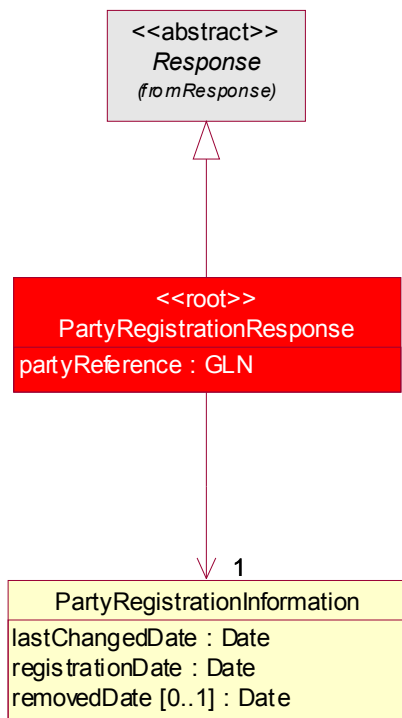 <<abstract>>
Response
(fromResponse)
<<root>>
PartyRegistrationResponse
partyReference : GLN
1
PartyRegistrationInformation
lastChangedDate : Date
registrationDate : Date
removedDate [0..1] : Date